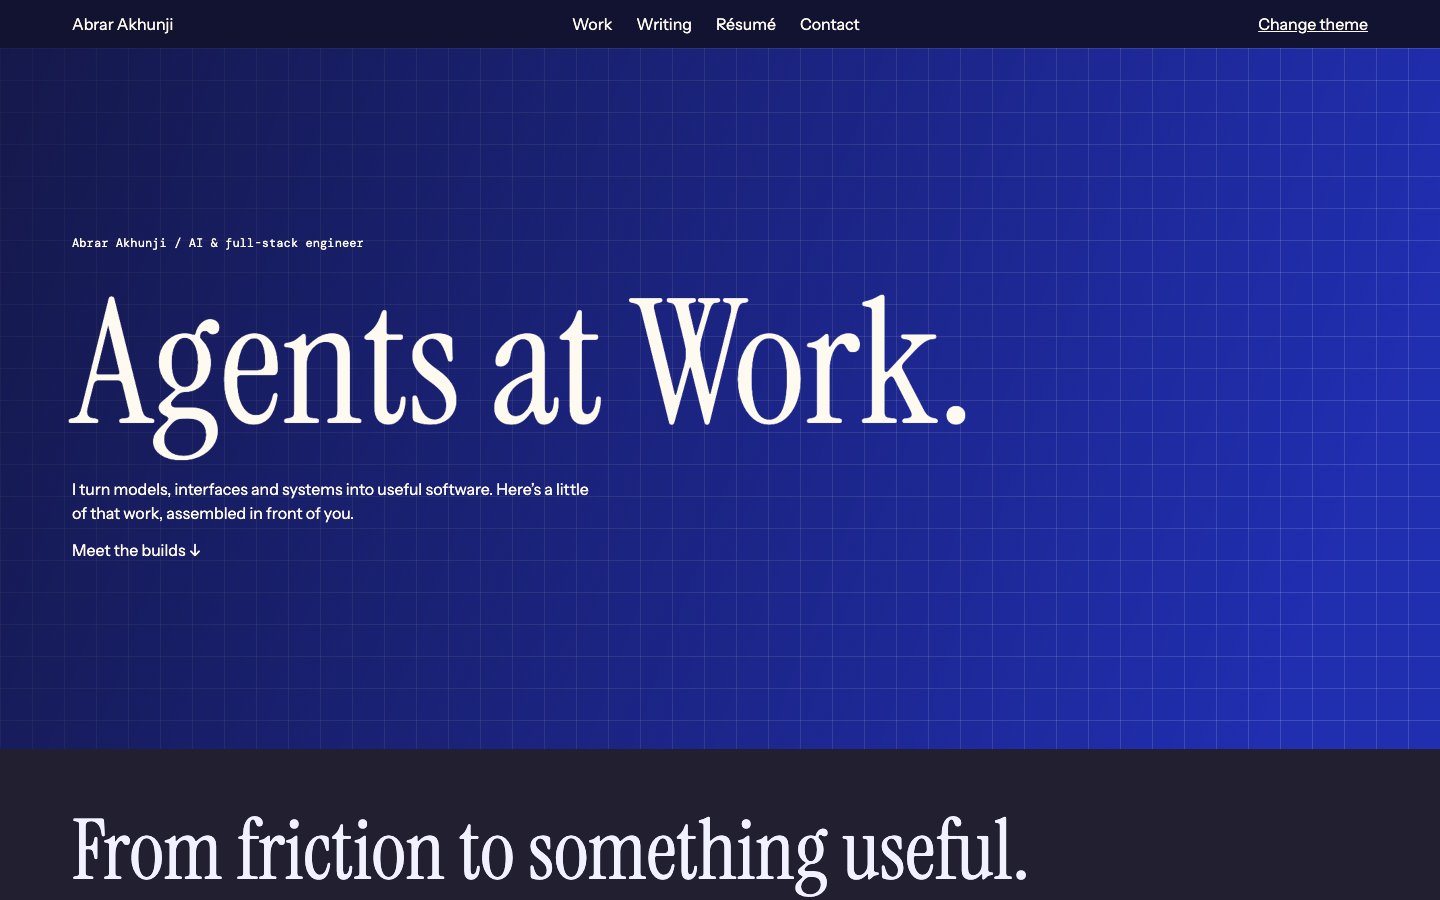 Abrar Akhunji
Work Writing Résumé Contact
Change theme
Abrar Akhunji / AI & full-stack engineer
Agents at Work.
I turn models, interfaces and systems into useful software. Here’s a little
of that work, assembled in front of you.
Meet the builds ↓
From friction to something useful.